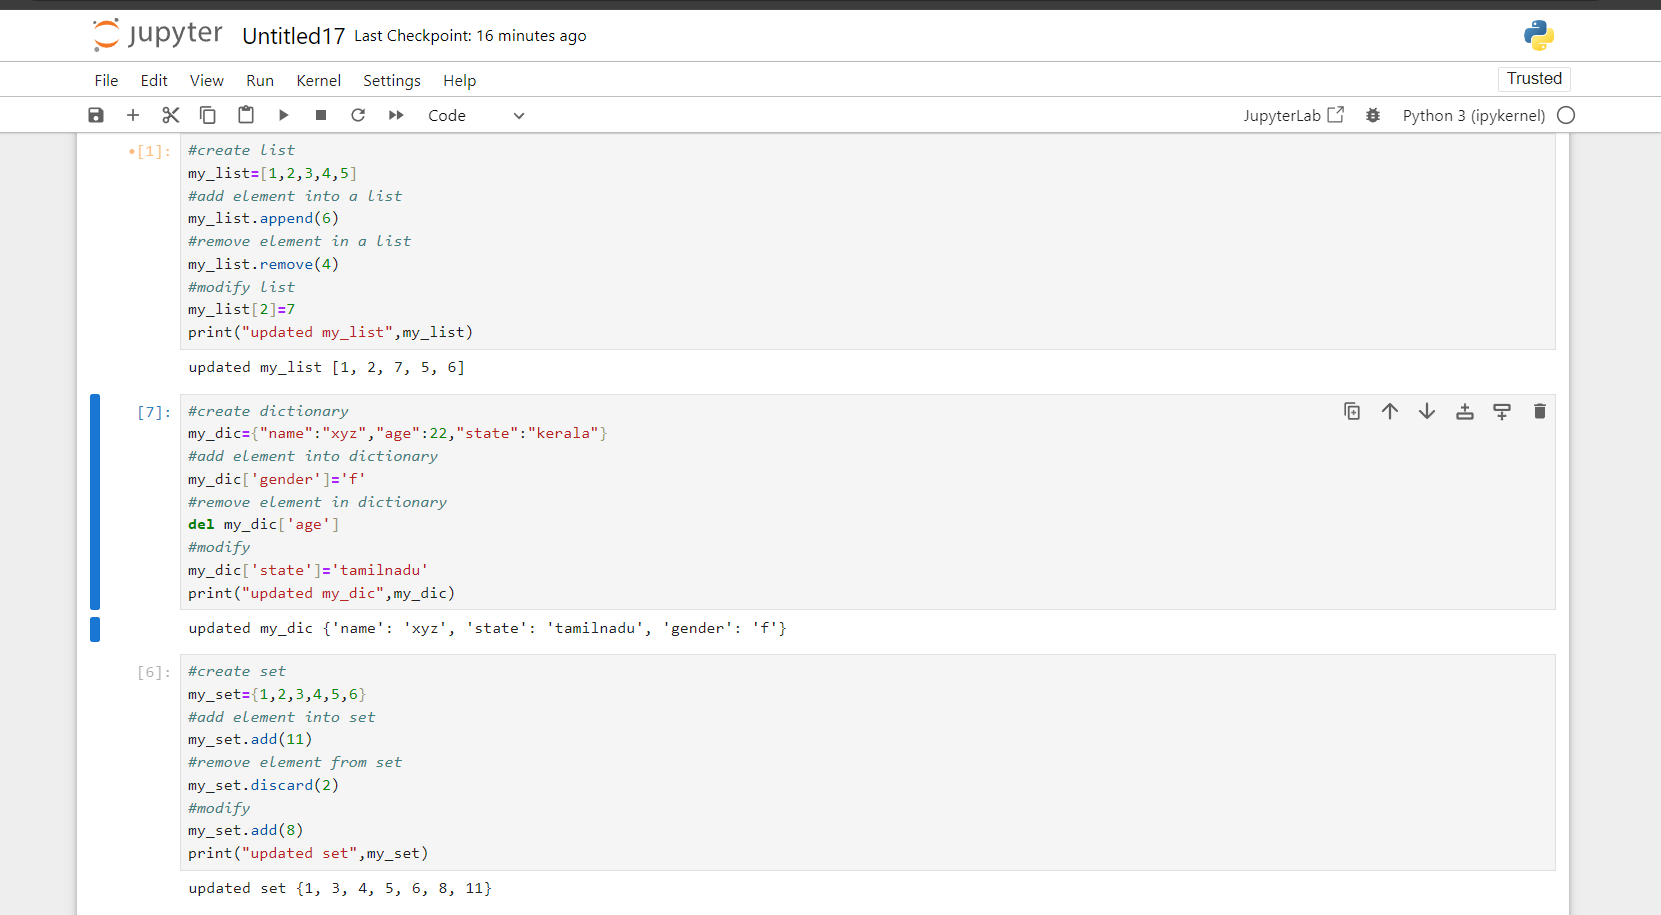 jupyter Untitled17 Last Checkpoint: 16 minutes ago
File Edit View Run Kernel Settings Help Trusted
Code JupyterLab Python 3 (ipykernel)
[1]:
#create list
my_list=[1,2,3,4,5]
#add element into a list
my_list.append(6)
#remove element in a list
my_list.remove(4)
#modify list
my_list[2]=7
print("updated my_list",my_list)
updated my_list [1, 2, 7, 5, 6]
[7]:
#create dictionary
my_dic={"name":"xyz","age":22,"state":"kerala"}
#add element into dictionary
my_dic['gender']='f'
#remove element in dictionary
del my_dic['age']
#modify
my_dic['state']='tamilnadu'
print("updated my_dic",my_dic)
updated my_dic {'name': 'xyz', 'state': 'tamilnadu', 'gender': 'f'}
[6]:
#create set
my_set={1,2,3,4,5,6}
#add element into set
my_set.add(11)
#remove element from set
my_set.discard(2)
#modify
my_set.add(8)
print("updated set",my_set)
updated set {1, 3, 4, 5, 6, 8, 11}